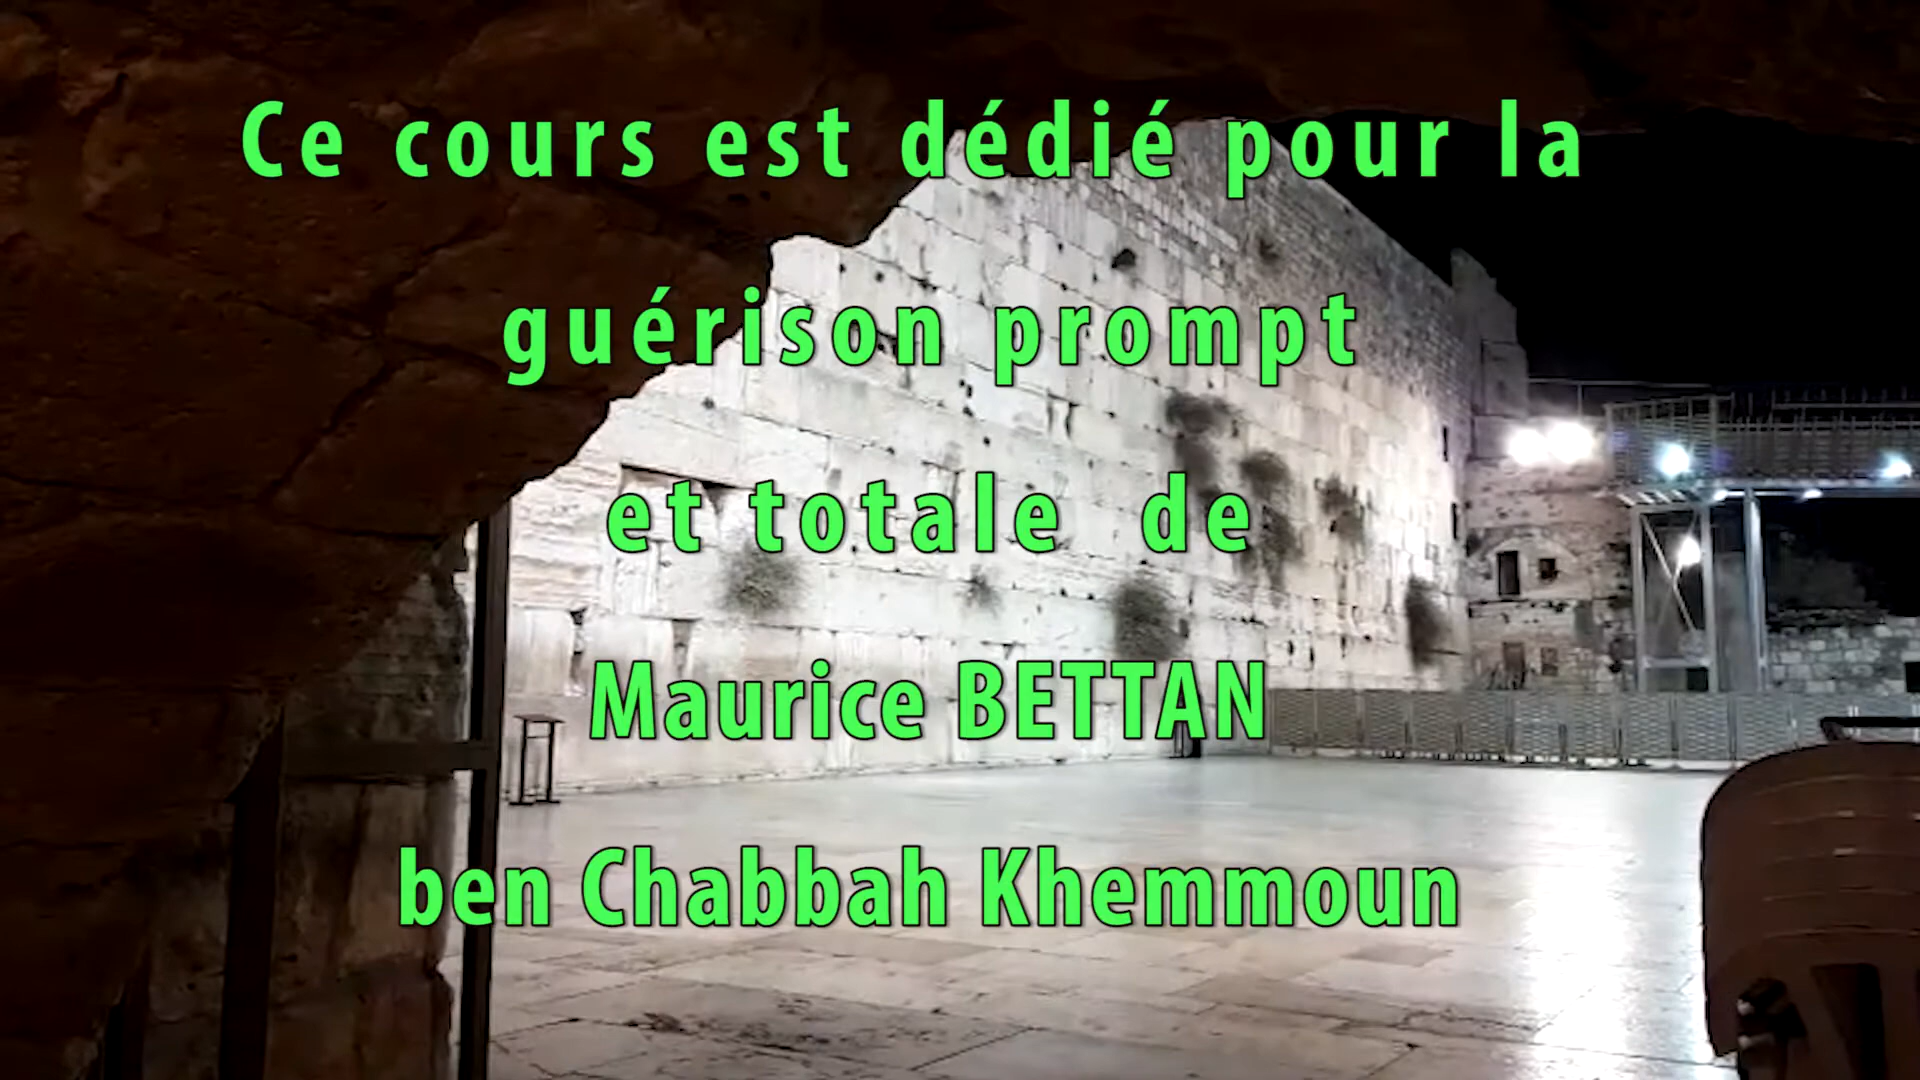 Ce cours est dédié pour la
guérison prompt
et totale de
Maurice BETTAN
ben Chabbah Khemmoun